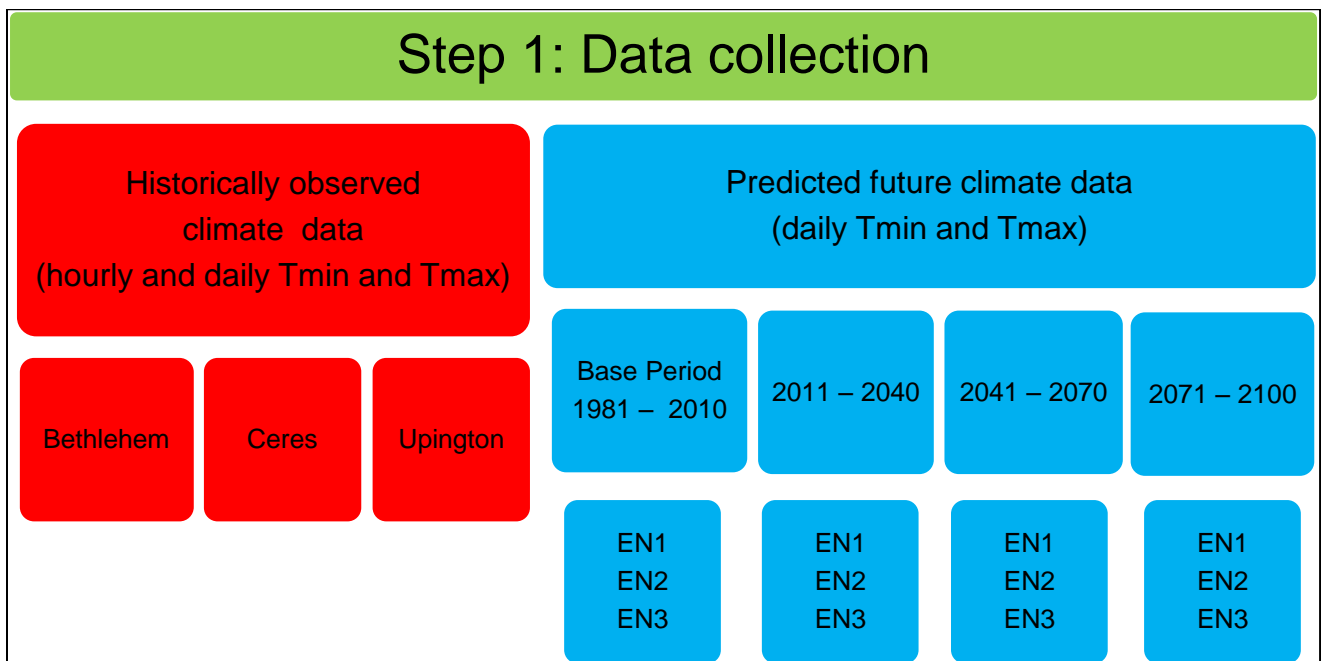 Step 1: Data collection
Historically observed
climate data
(hourly and daily Tmin and Tmax)
Bethlehem
Ceres
Upington
Predicted future climate data
(daily Tmin and Tmax)
Base Period
1981 – 2010
2011 – 2040
2041 – 2070
2071 – 2100
EN1
EN2
EN3
EN1
EN2
EN3
EN1
EN2
EN3
EN1
EN2
EN3